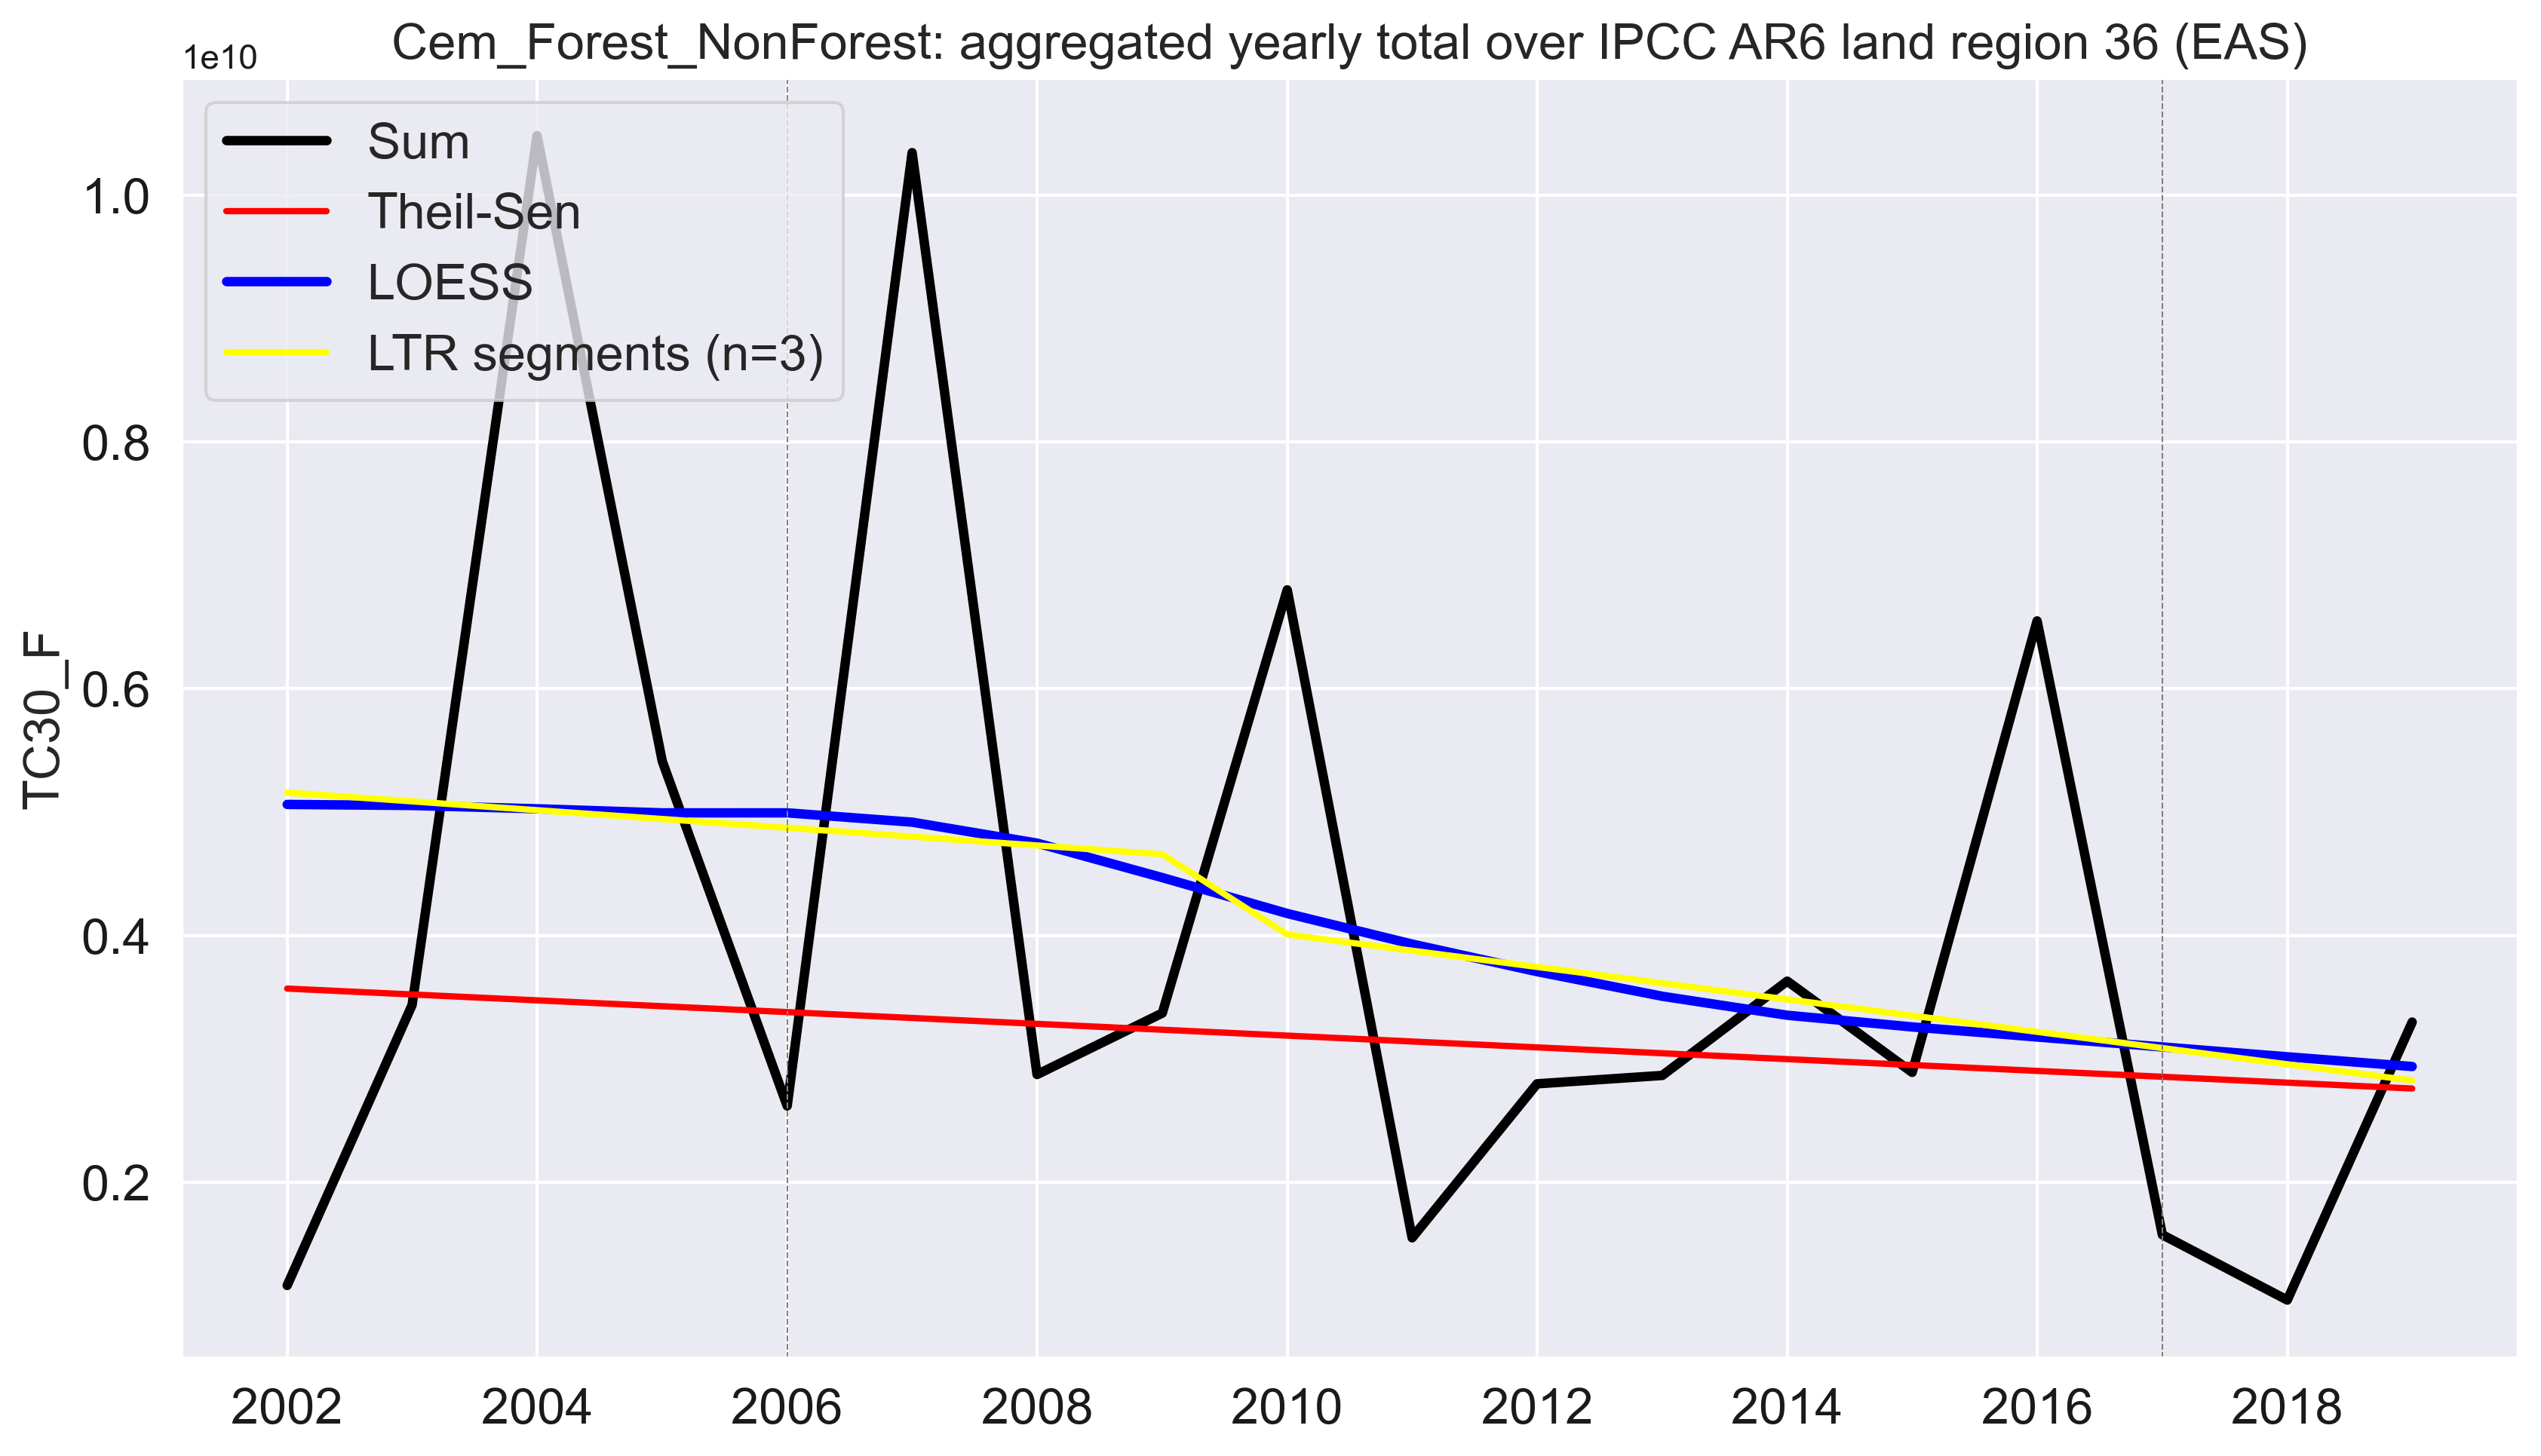 Cem_Forest_NonForest: aggregated yearly total over IPCC AR6 land region 36 (EAS)
1e10
Sum
Theil-Sen
LOESS
LTR segments (n=3)
1.0
0.8
0.6
0.4
0.2
TC30_F
2002 2004 2006 2008 2010 2012 2014 2016 2018